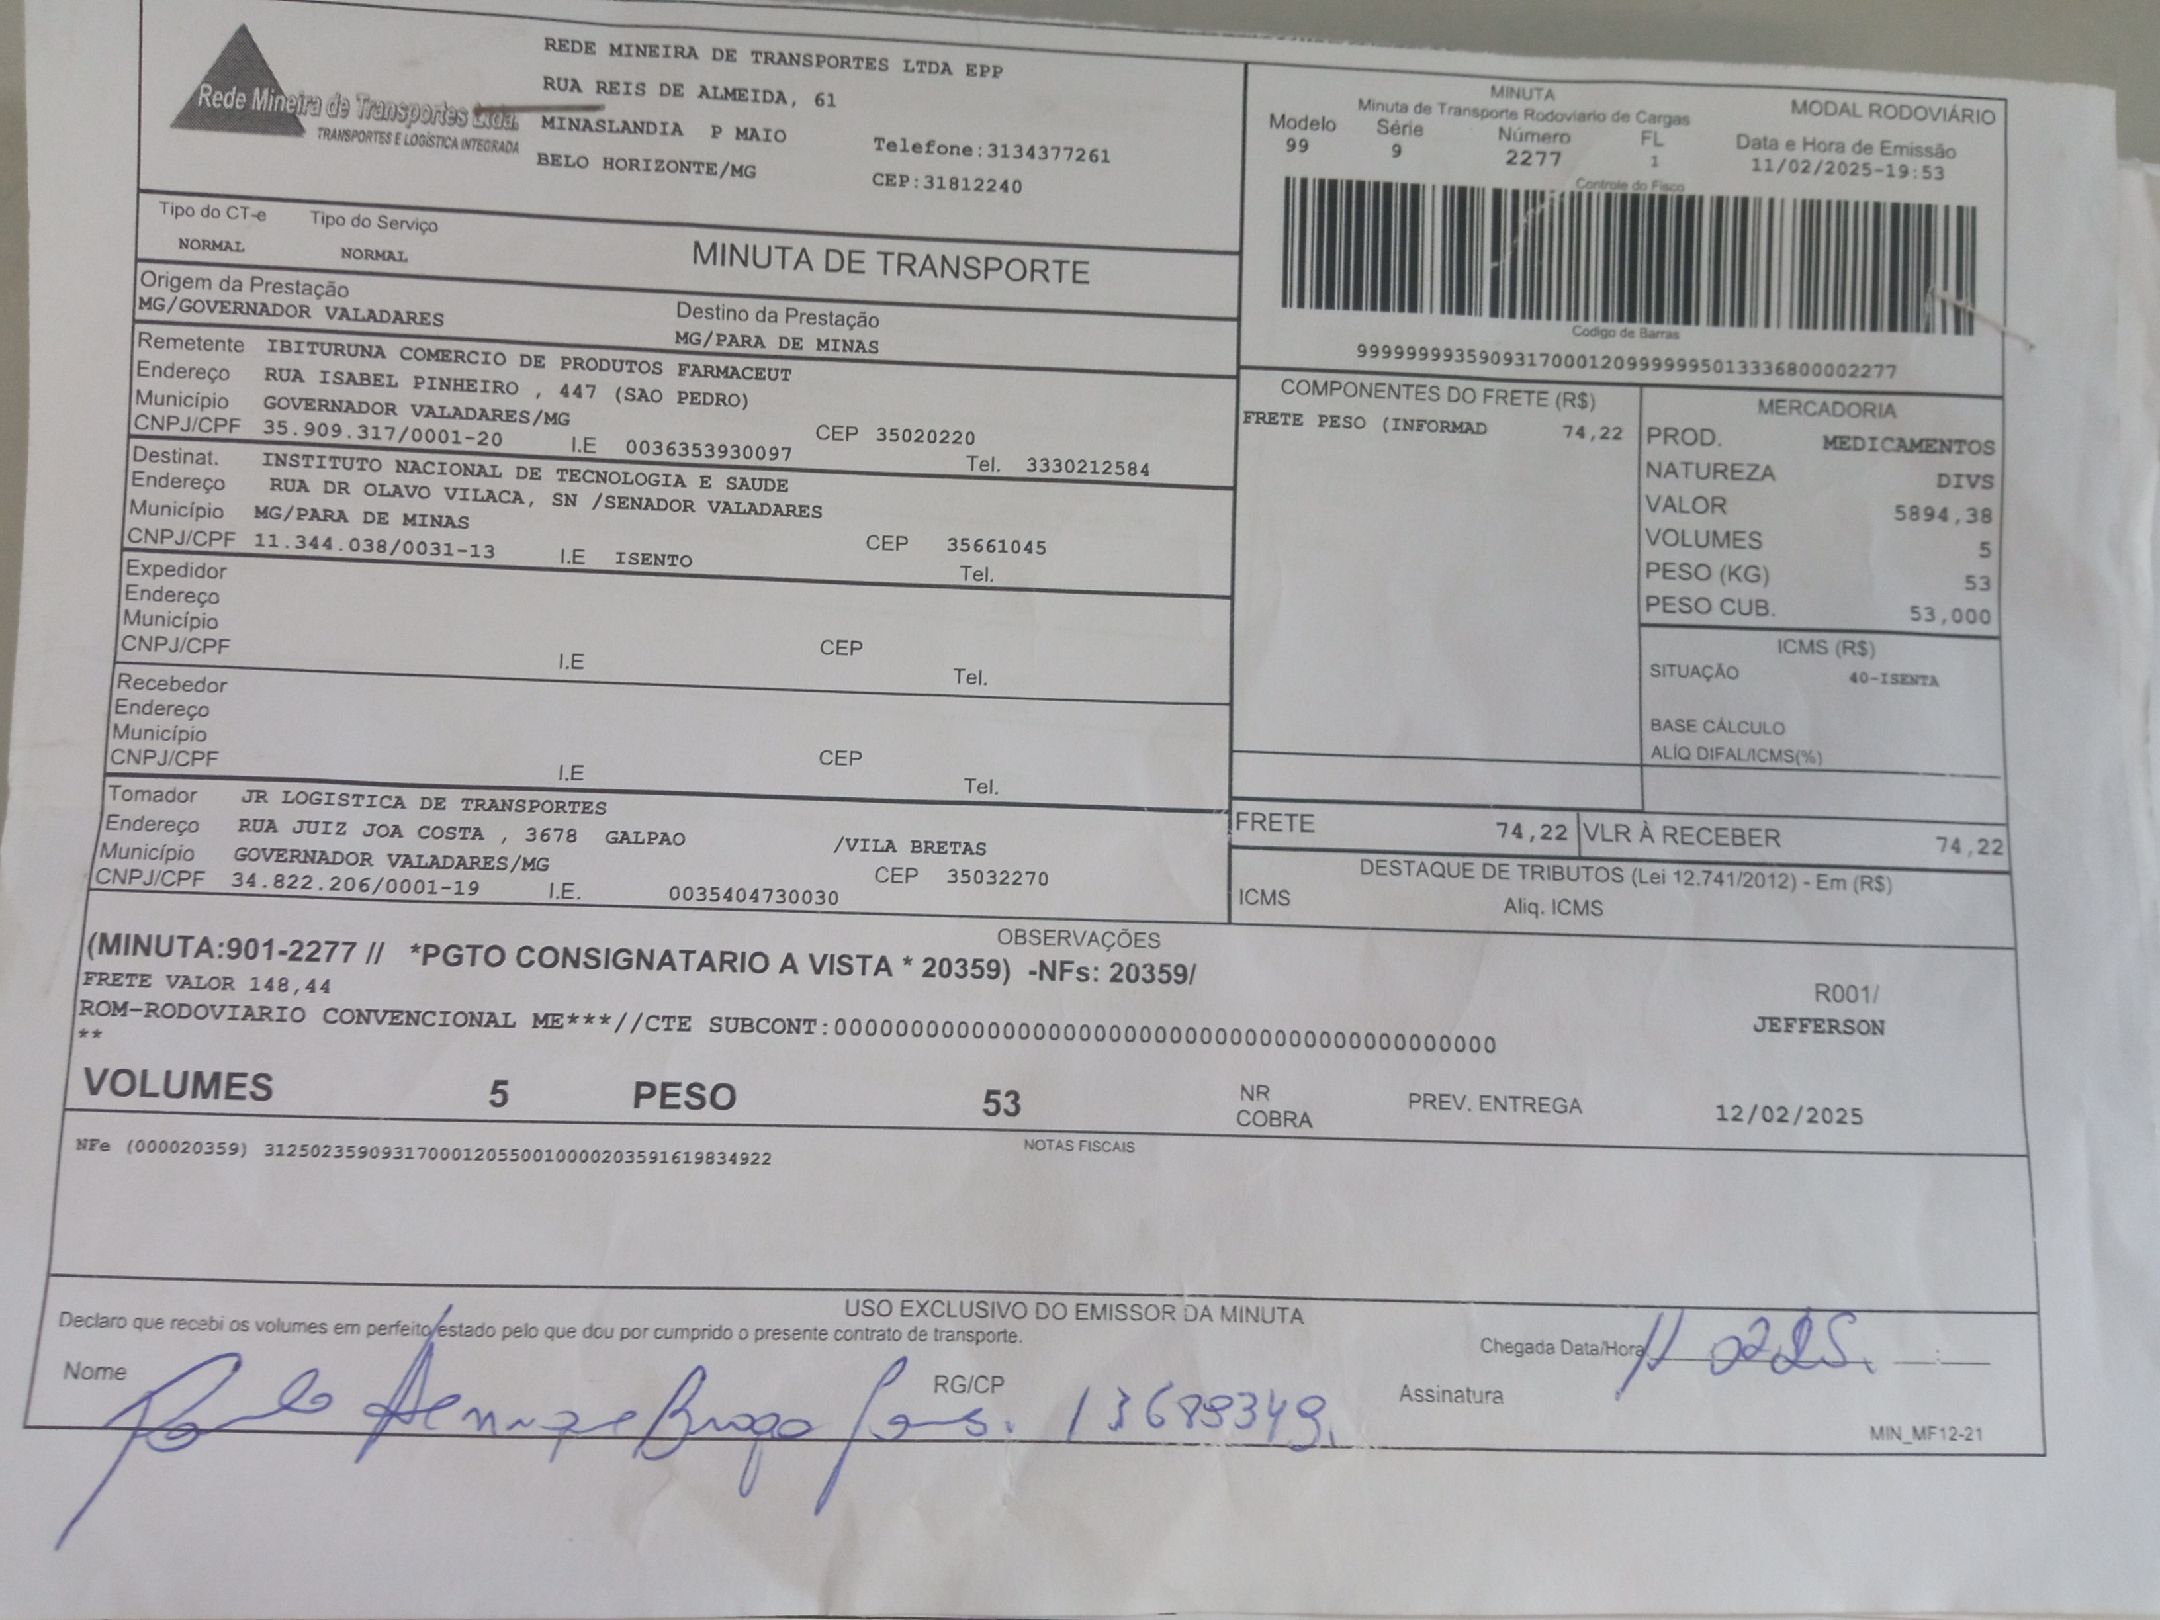 Rede Mineira de Transportes Ltda.
TRANSPORTES E LOGÍSTICA INTEGRADA
REDE MINEIRA DE TRANSPORTES LTDA EPP
RUA REIS DE ALMEIDA, 61
MINASLANDIA P MAIO
BELO HORIZONTE/MG
Telefone:3134377261
CEP:31812240
MINUTA
Minuta de Transporte Rodoviario de Cargas
MODAL RODOVIÁRIO
Modelo Série Número FL Data e Hora de Emissão
99 9 2277 1 11/02/2025-19:53
Controle do Fisco
Codigo de Barras
999999993590931700012099999995013336800002277
Tipo do CT-e Tipo do Serviço
NORMAL NORMAL
MINUTA DE TRANSPORTE
Origem da Prestação Destino da Prestação
MG/GOVERNADOR VALADARES MG/PARA DE MINAS
Remetente IBITURUNA COMERCIO DE PRODUTOS FARMACEUT
Endereço RUA ISABEL PINHEIRO , 447 (SAO PEDRO)
Município GOVERNADOR VALADARES/MG CEP 35020220
CNPJ/CPF 35.909.317/0001-20 I.E 0036353930097 Tel. 3330212584
Destinat. INSTITUTO NACIONAL DE TECNOLOGIA E SAUDE
Endereço RUA DR OLAVO VILACA, SN /SENADOR VALADARES
Município MG/PARA DE MINAS CEP 35661045
CNPJ/CPF 11.344.038/0031-13 I.E ISENTO Tel.
Expedidor
Endereço
Município CEP
CNPJ/CPF I.E Tel.
Recebedor
Endereço
Município CEP
CNPJ/CPF I.E Tel.
Tomador JR LOGISTICA DE TRANSPORTES
Endereço RUA JUIZ JOA COSTA , 3678 GALPAO /VILA BRETAS
Município GOVERNADOR VALADARES/MG CEP 35032270
CNPJ/CPF 34.822.206/0001-19 I.E. 0035404730030
COMPONENTES DO FRETE (R$)
FRETE PESO (INFORMAD 74,22
MERCADORIA
PROD. MEDICAMENTOS
NATUREZA DIVS
VALOR 5894,38
VOLUMES 5
PESO (KG) 53
PESO CUB. 53,000
ICMS (R$)
SITUAÇÃO 40-ISENTA
BASE CÁLCULO
ALÍQ DIFAL/ICMS(%)
FRETE 74,22 VLR À RECEBER 74,22
DESTAQUE DE TRIBUTOS (Lei 12.741/2012) - Em (R$)
ICMS Aliq. ICMS
OBSERVAÇÕES
(MINUTA:901-2277 // *PGTO CONSIGNATARIO A VISTA * 20359) -NFs: 20359/
FRETE VALOR 148,44
ROM-RODOVIARIO CONVENCIONAL ME***//CTE SUBCONT:00000000000000000000000000000000000000000000
**
R001/
JEFFERSON
VOLUMES 5 PESO 53 NR COBRA PREV. ENTREGA 12/02/2025
NOTAS FISCAIS
NFe (000020359) 31250235909317000120550010000203591619834922
USO EXCLUSIVO DO EMISSOR DA MINUTA
Declaro que recebi os volumes em perfeito estado pelo que dou por cumprido o presente contrato de transporte.
Chegada Data/Hora 11 02 25.
Nome Henrique Braga RG/CP 13689349. Assinatura
MIN_MF12-21